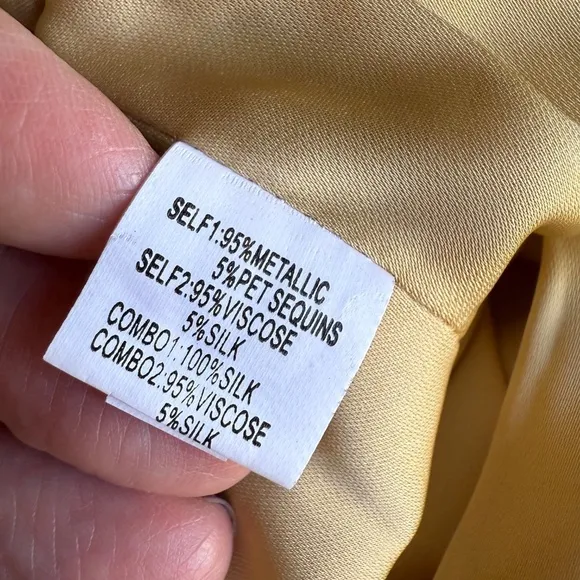 SELF1:95%METALLIC
5%PET SEQUINS
SELF2:95%VISCOSE
5%SILK
COMBO1:100%SILK
COMBO2:95%VISCOSE
5%SILK